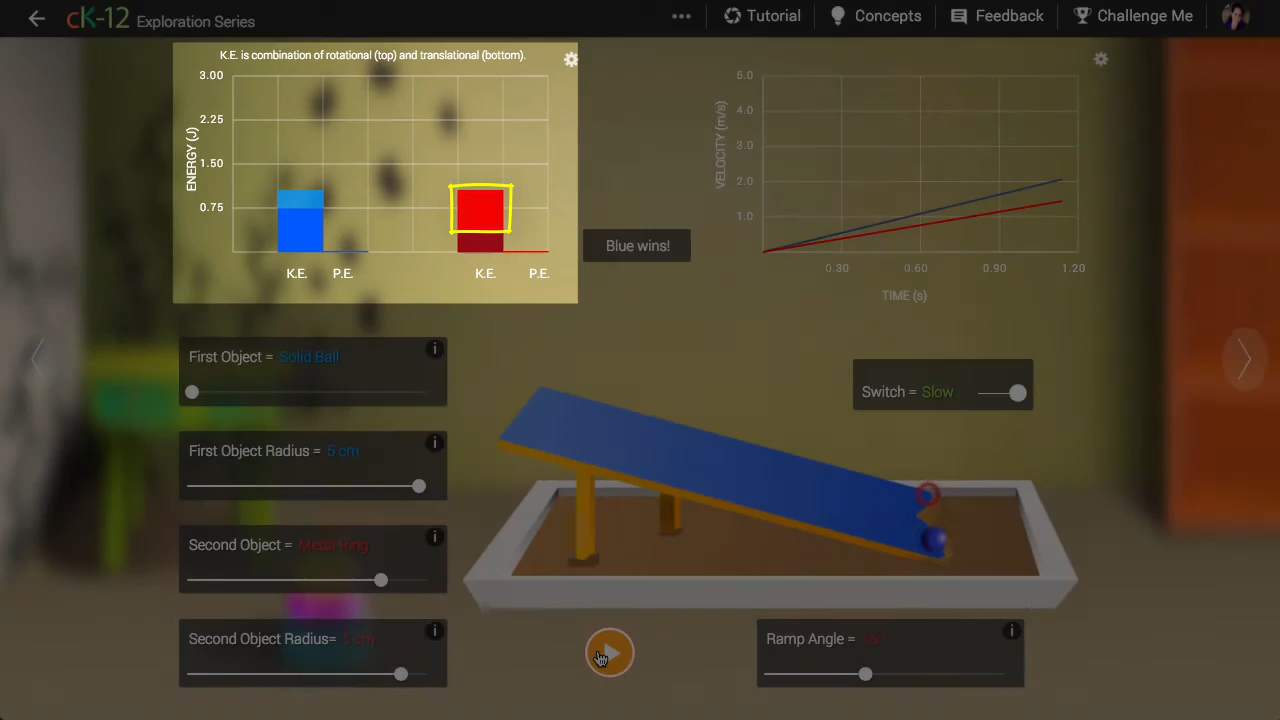 cK-12 Exploration Series
Tutorial
Concepts
Feedback
Challenge Me
K.E. is combination of rotational (top) and translational (bottom).
3.00
2.25
1.50
0.75
ENERGY (J)
K.E. P.E. K.E. P.E.
Blue wins!
5.0
4.0
3.0
2.0
1.0
VELOCITY (m/s)
0.30 0.60 0.90 1.20
TIME (s)
First Object = Solid Ball
First Object Radius = 5 cm
Second Object = Metal Ring
Second Object Radius= 5 cm
Switch = Slow
Ramp Angle = 15°